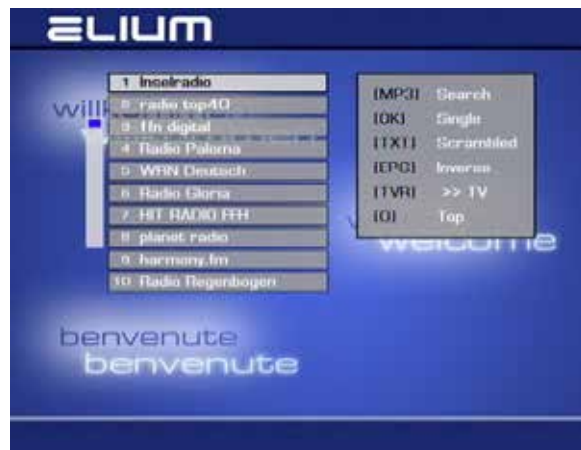 ELIUM
1 Inselradio
2 radio top40
3 ffn digital
4 Radio Paloma
5 WRN Deutsch
6 Radio Gloria
7 HIT RADIO FFH
8 planet radio
9 harmony.fm
10 Radio Regenbogen
[MP3] Search
[OK] Single
[TXT] Scrambled
[EPG] Inverse
[TVR] >> TV
[0] Top
welcome
benvenute
benvenute